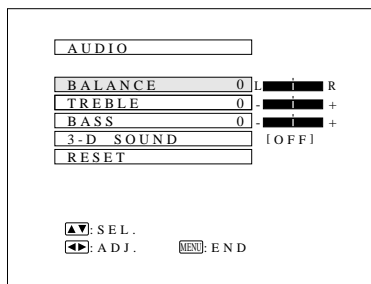 AUDIO
BALANCE 0 L R
TREBLE 0 - +
BASS 0 - +
3-D SOUND [OFF]
RESET
▲▼: SEL.
◀▶: ADJ. MENU: END